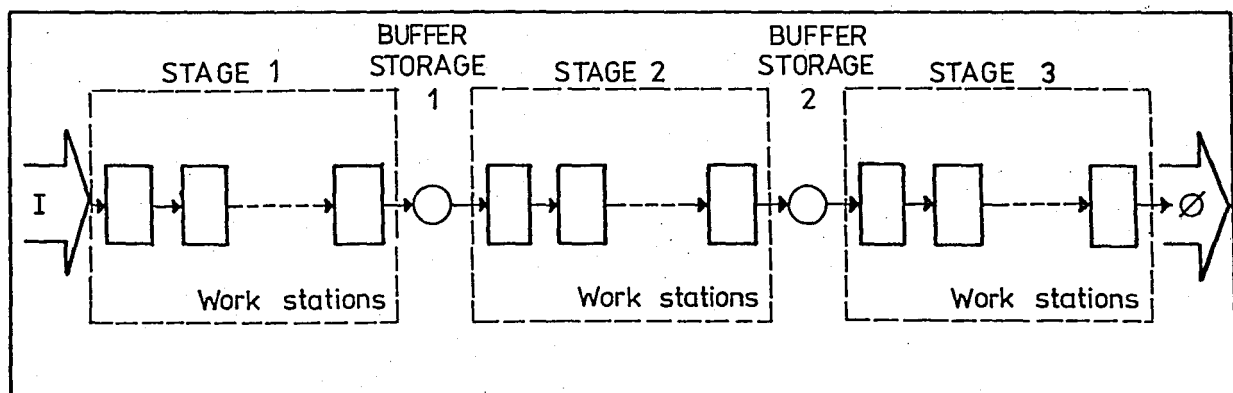 STAGE 1
BUFFER
STORAGE
1
STAGE 2
BUFFER
STORAGE
2
STAGE 3
I
Ø
Work stations
Work stations
Work stations